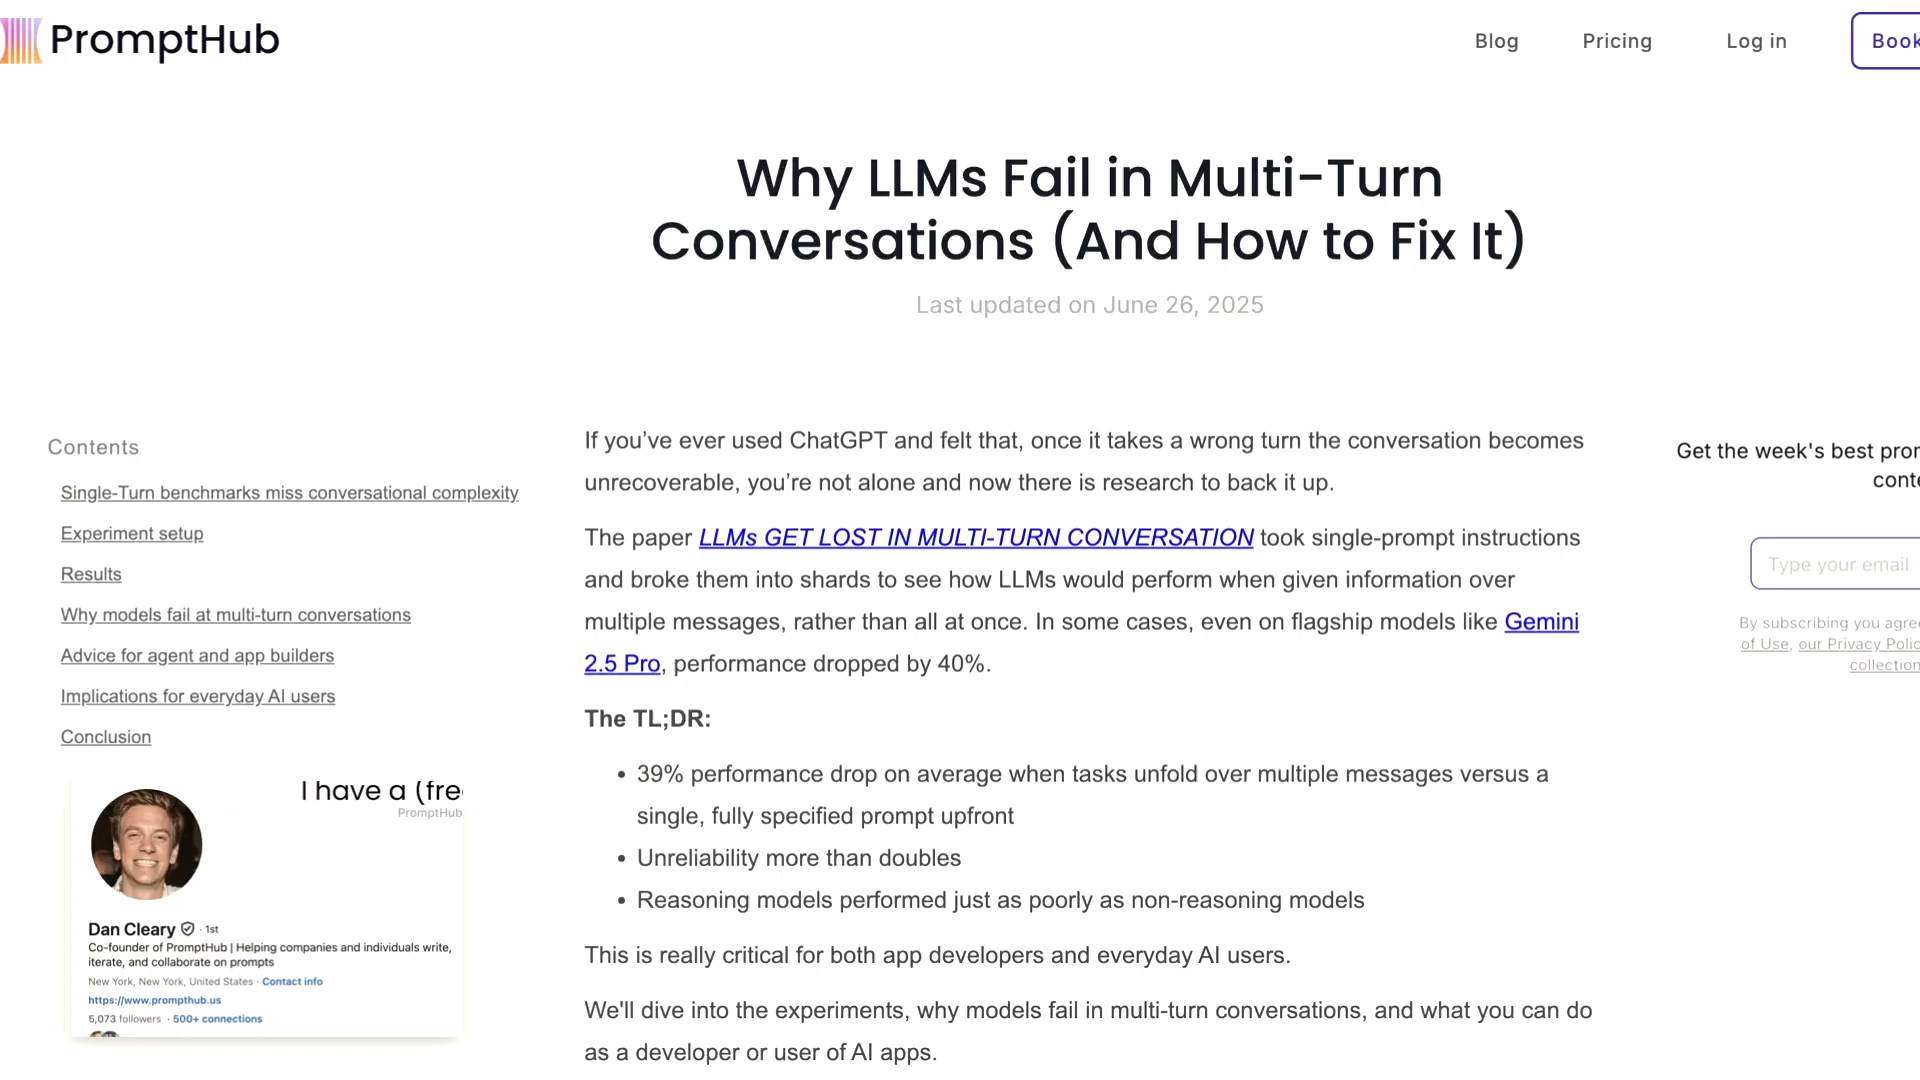 PromptHub
Blog
Pricing
Log in
Book
Why LLMs Fail in Multi-Turn
Conversations (And How to Fix It)
Last updated on June 26, 2025
Contents
Single-Turn benchmarks miss conversational complexity
Experiment setup
Results
Why models fail at multi-turn conversations
Advice for agent and app builders
Implications for everyday AI users
Conclusion
I have a (fre
PromptHub
Dan Cleary · 1st
Co-founder of PromptHub | Helping companies and individuals write,
iterate, and collaborate on prompts
New York, New York, United States · Contact info
https://www.prompthub.us
5,073 followers · 500+ connections
If you’ve ever used ChatGPT and felt that, once it takes a wrong turn the conversation becomes
unrecoverable, you’re not alone and now there is research to back it up.
The paper LLMs GET LOST IN MULTI-TURN CONVERSATION took single-prompt instructions
and broke them into shards to see how LLMs would perform when given information over
multiple messages, rather than all at once. In some cases, even on flagship models like Gemini
2.5 Pro, performance dropped by 40%.
The TL;DR:
• 39% performance drop on average when tasks unfold over multiple messages versus a
single, fully specified prompt upfront
• Unreliability more than doubles
• Reasoning models performed just as poorly as non-reasoning models
This is really critical for both app developers and everyday AI users.
We'll dive into the experiments, why models fail in multi-turn conversations, and what you can do
as a developer or user of AI apps.
Get the week's best pro
conte
Type your email.
By subscribing you agre
of Use, our Privacy Polic
collection